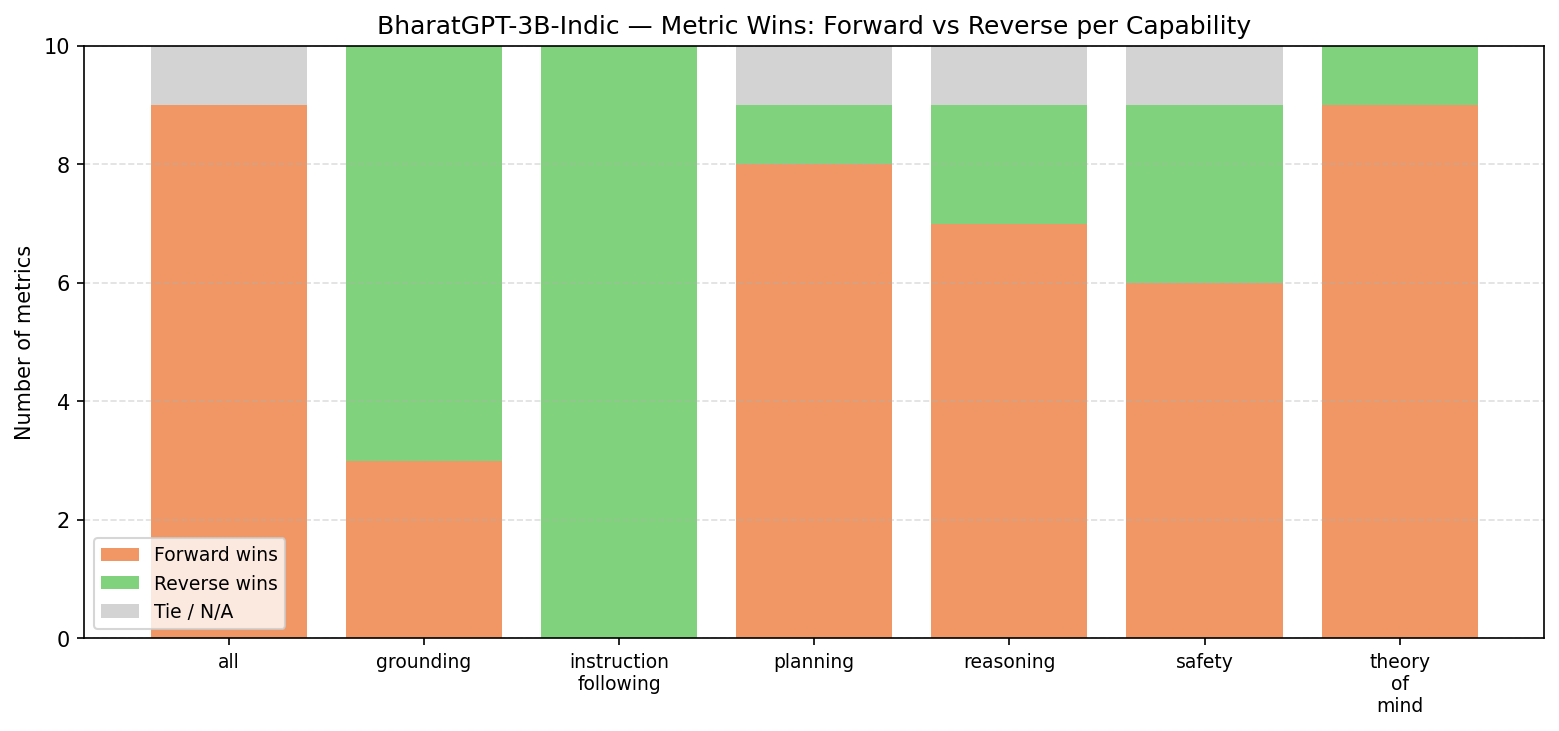 BharatGPT-3B-Indic — Metric Wins: Forward vs Reverse per Capability
Number of metrics
10
8
6
4
2
0
Forward wins
Reverse wins
Tie / N/A
all
grounding
instruction
following
planning
reasoning
safety
theory
of
mind